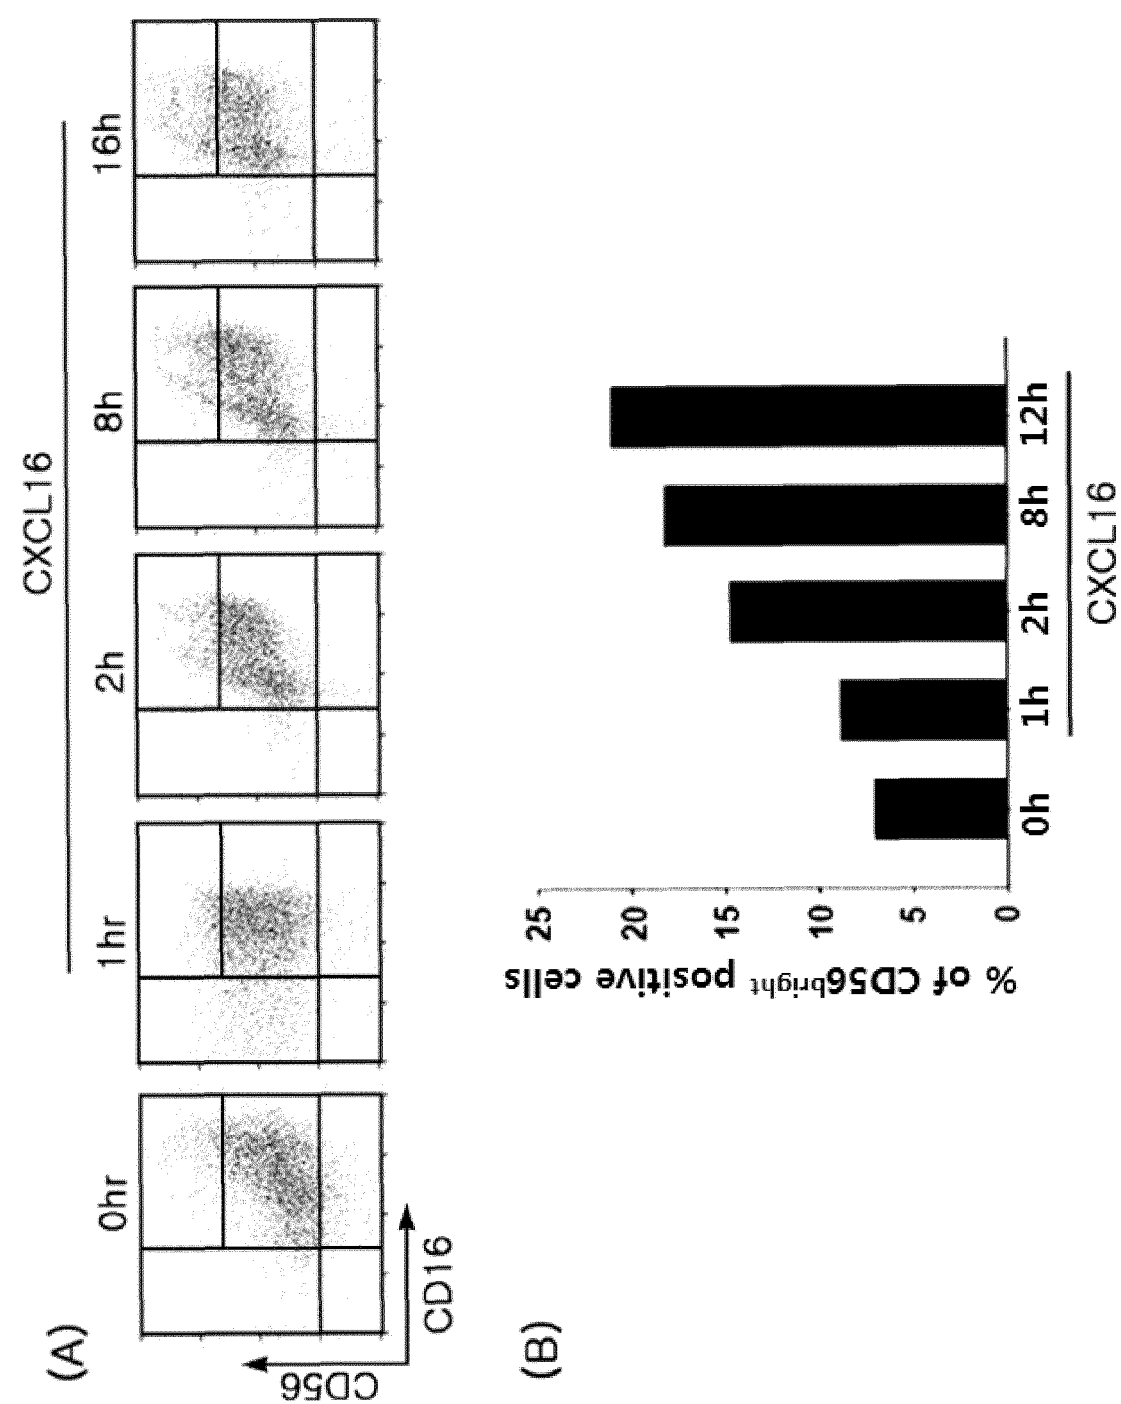 (A)
CXCL16
0hr 1hr 2h 8h 16h
CD56
CD16
(B)
% of CD56bright positive cells
25
20
15
10
5
0
0h 1h 2h 8h 12h
CXCL16